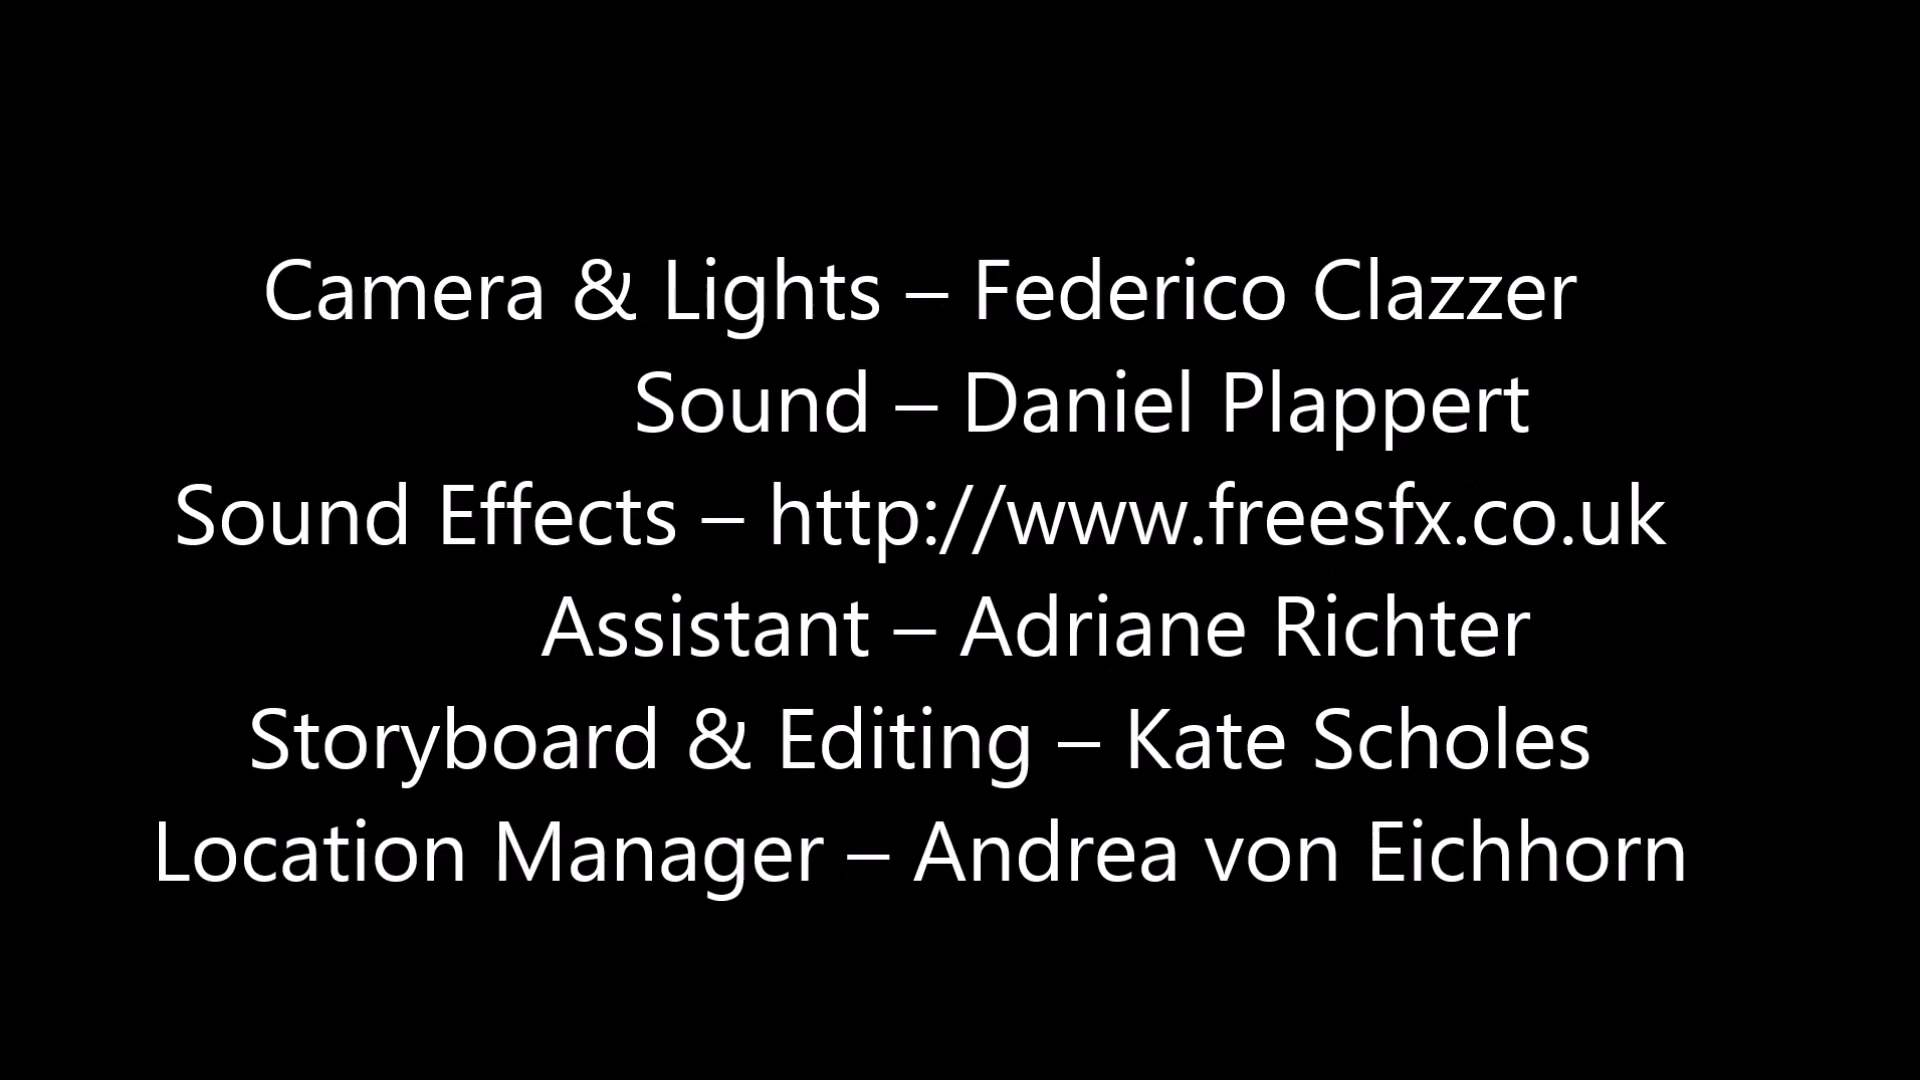 Camera & Lights – Federico Clazzer
Sound – Daniel Plappert
Sound Effects – http://www.freesfx.co.uk
Assistant – Adriane Richter
Storyboard & Editing – Kate Scholes
Location Manager – Andrea von Eichhorn